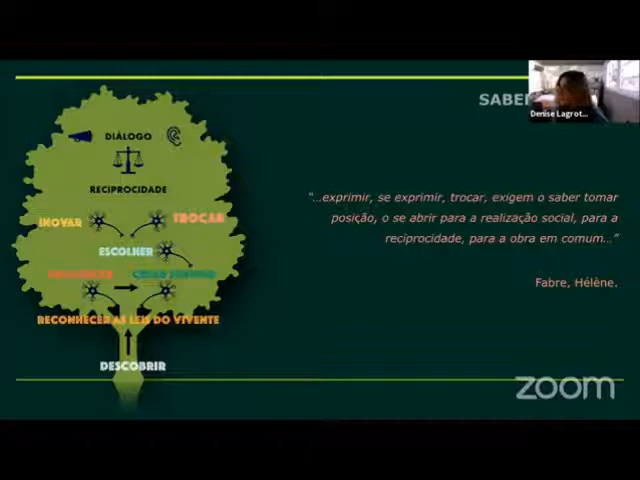 SABER
Denise Lagrot...
DIÁLOGO
RECIPROCIDADE
INOVAR
TROCAR
ESCOLHER
RECONHECER AS LEIS DO VIVENTE
DESCOBRIR
"...exprimir, se exprimir, trocar, exigem o saber tomar
posição, o se abrir para a realização social, para a
reciprocidade, para a obra em comum..."
Fabre, Hélène.
zoom